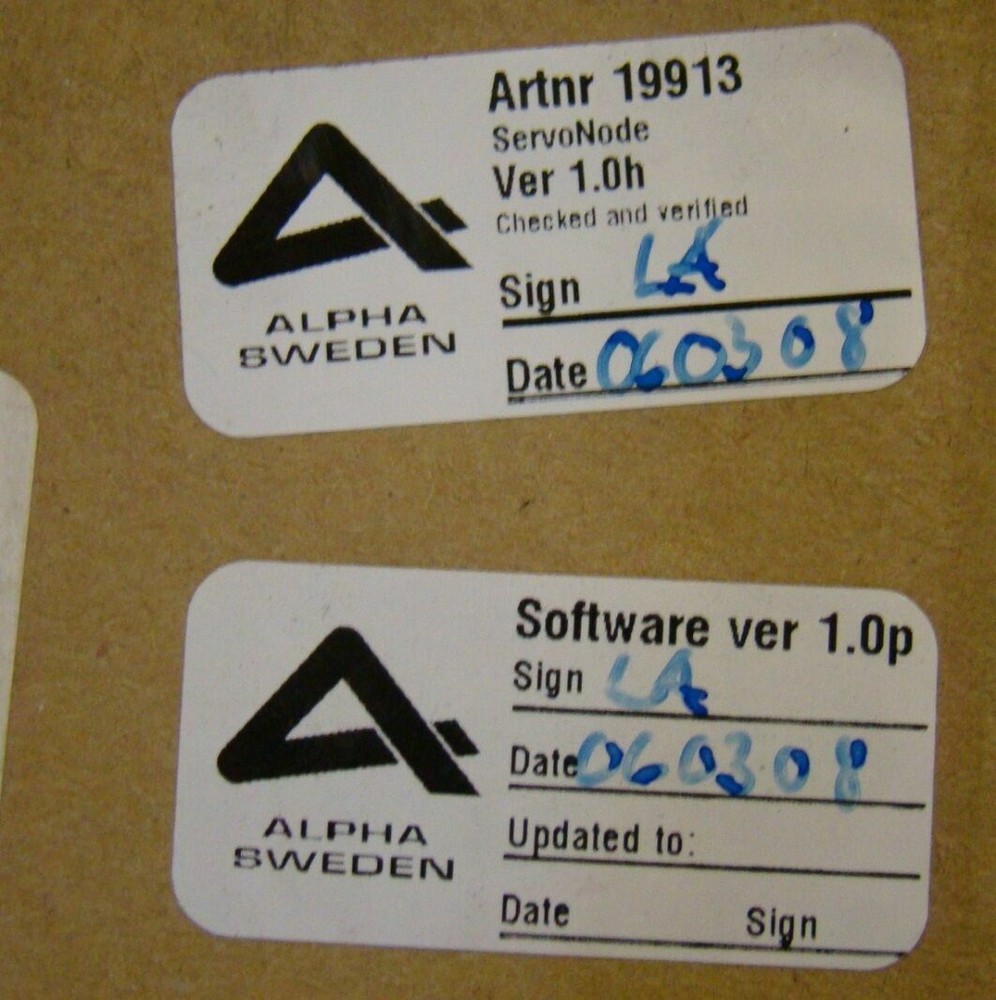 Artnr 19913
ServoNode
Ver 1.0h
Checked and verified
Sign LA
Date 060308
ALPHA
SWEDEN
Software ver 1.0p
Sign LA
Date 060308
Updated to:
Date Sign
ALPHA
SWEDEN